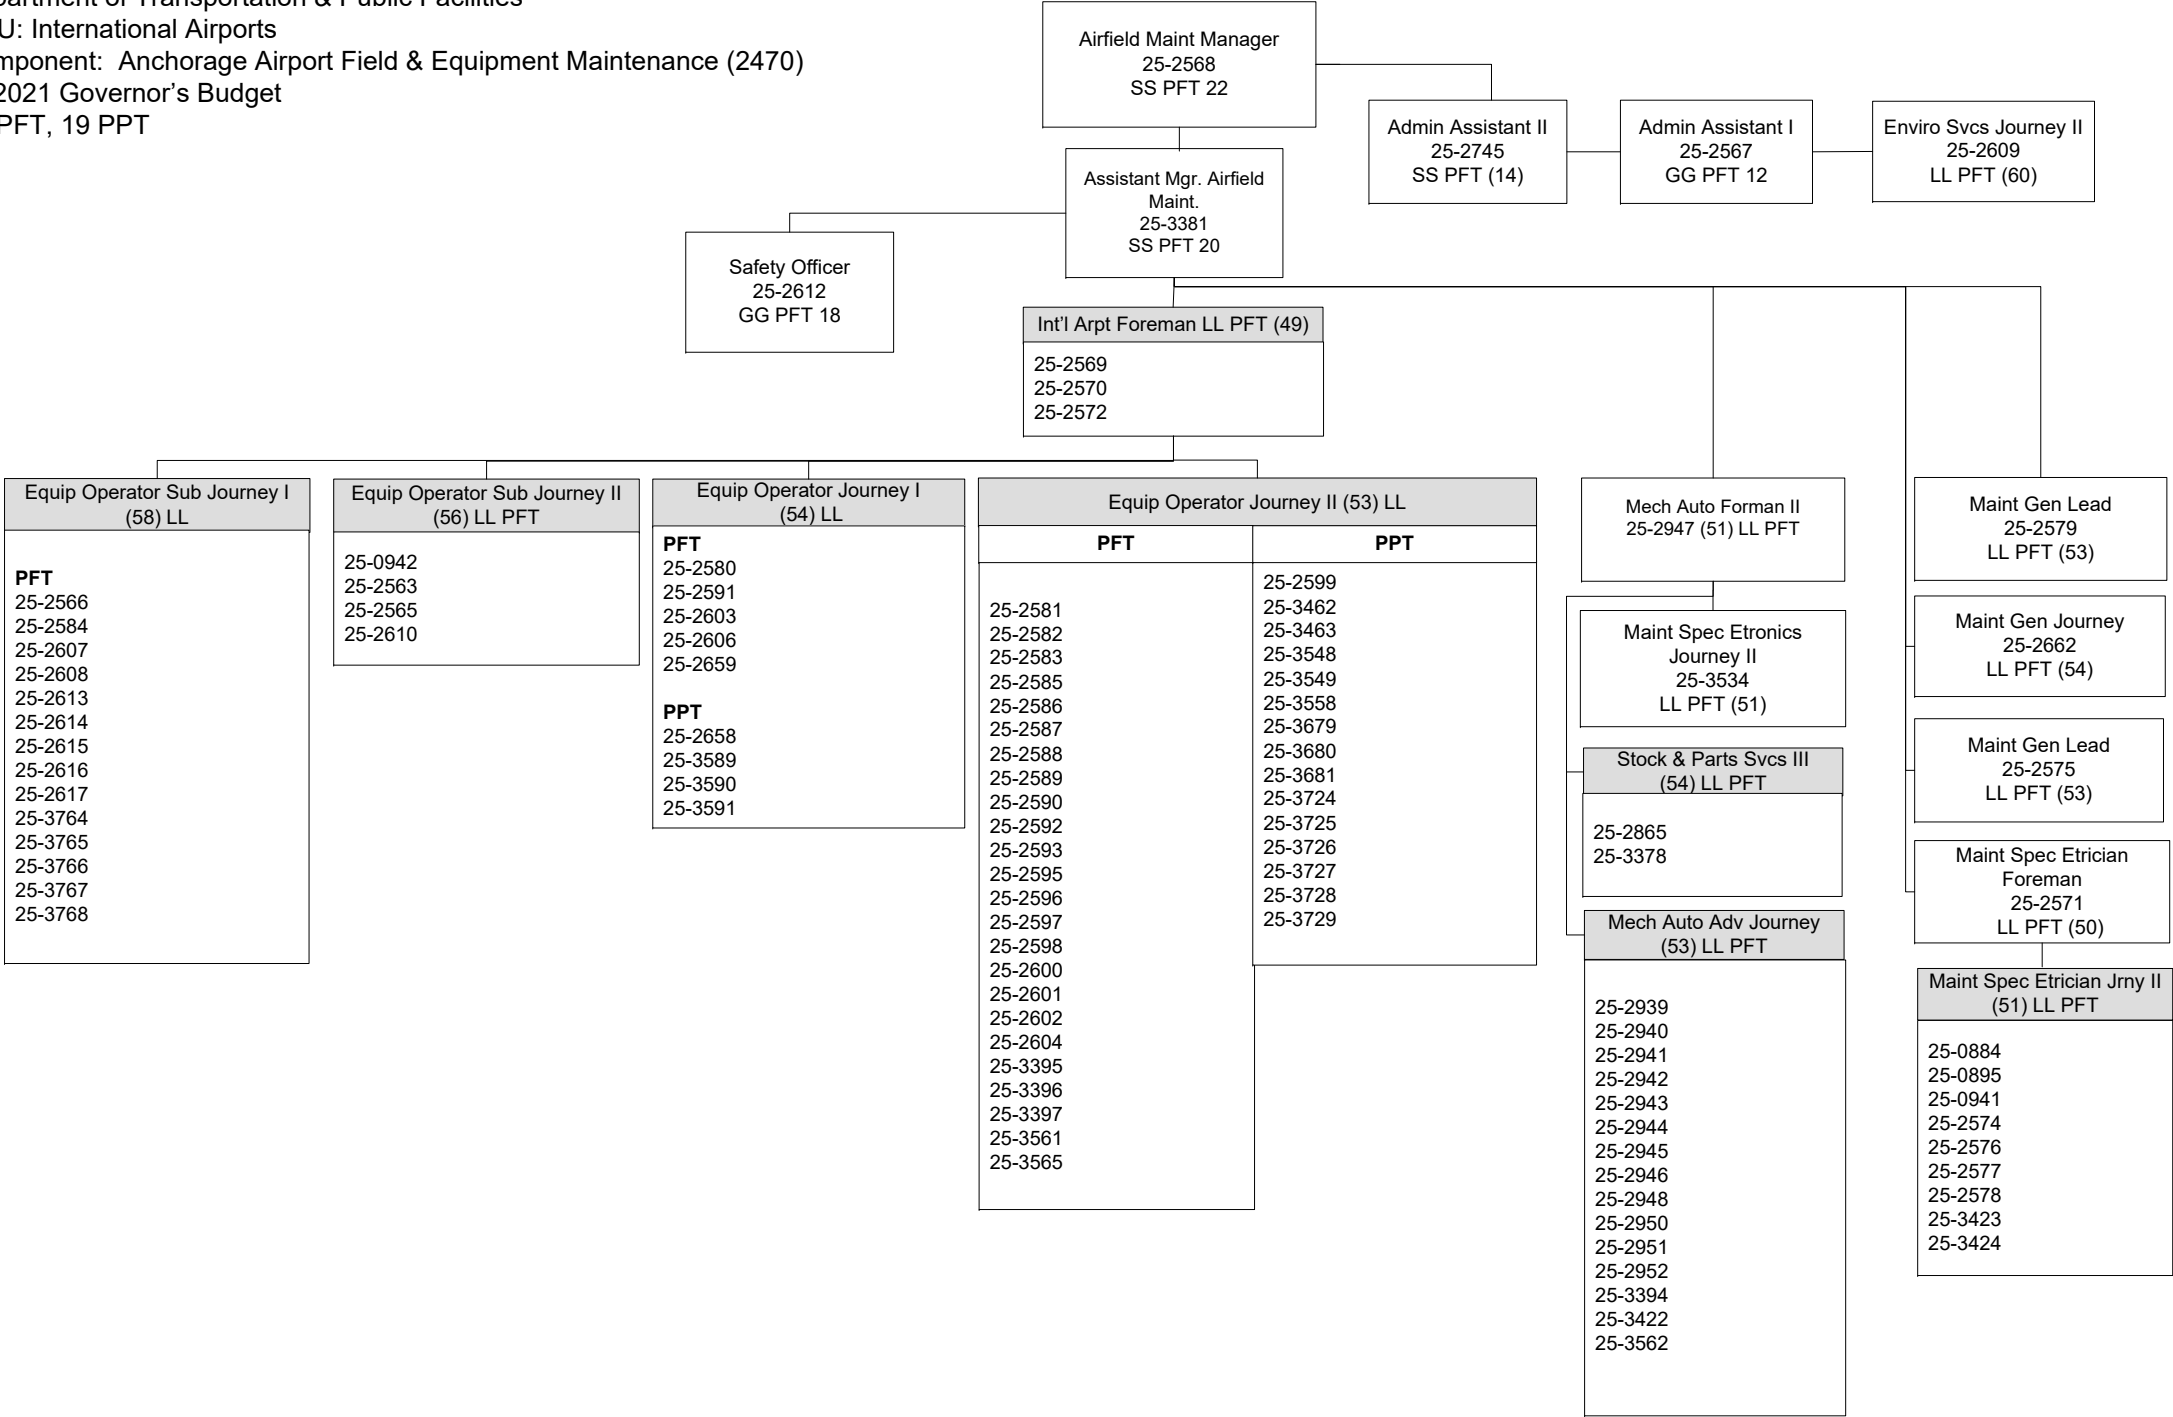 U: International Airports
mponent: Anchorage Airport Field & Equipment Maintenance (2470)
2021 Governor's Budget
PFT, 19 PPT
Airfield Maint Manager
25-2568
SS PFT 22
Admin Assistant II
25-2745
SS PFT (14)
Admin Assistant I
25-2567
GG PFT 12
Enviro Svcs Journey II
25-2609
LL PFT (60)
Assistant Mgr. Airfield
Maint.
25-3381
SS PFT 20
Safety Officer
25-2612
GG PFT 18
Int'l Arpt Foreman LL PFT (49)
25-2569
25-2570
25-2572
Equip Operator Sub Journey I
(58) LL
PFT
25-2566
25-2584
25-2607
25-2608
25-2613
25-2614
25-2615
25-2616
25-2617
25-3764
25-3765
25-3766
25-3767
25-3768
Equip Operator Sub Journey II
(56) LL PFT
25-0942
25-2563
25-2565
25-2610
Equip Operator Journey I
(54) LL
PFT
25-2580
25-2591
25-2603
25-2606
25-2659
PPT
25-2658
25-3589
25-3590
25-3591
Equip Operator Journey II (53) LL
PFT
25-2581
25-2582
25-2583
25-2585
25-2586
25-2587
25-2588
25-2589
25-2590
25-2592
25-2593
25-2595
25-2596
25-2597
25-2598
25-2600
25-2601
25-2602
25-2604
25-3395
25-3396
25-3397
25-3561
25-3565
PPT
25-2599
25-3462
25-3463
25-3548
25-3549
25-3558
25-3679
25-3680
25-3681
25-3724
25-3725
25-3726
25-3727
25-3728
25-3729
Mech Auto Forman II
25-2947 (51) LL PFT
Maint Spec Etronics
Journey II
25-3534
LL PFT (51)
Stock & Parts Svcs III
(54) LL PFT
25-2865
25-3378
Mech Auto Adv Journey
(53) LL PFT
25-2939
25-2940
25-2941
25-2942
25-2943
25-2944
25-2945
25-2946
25-2948
25-2950
25-2951
25-2952
25-3394
25-3422
25-3562
Maint Gen Lead
25-2579
LL PFT (53)
Maint Gen Journey
25-2662
LL PFT (54)
Maint Gen Lead
25-2575
LL PFT (53)
Maint Spec Etrician
Foreman
25-2571
LL PFT (50)
Maint Spec Etrician Jrny II
(51) LL PFT
25-0884
25-0895
25-0941
25-2574
25-2576
25-2577
25-2578
25-3423
25-3424